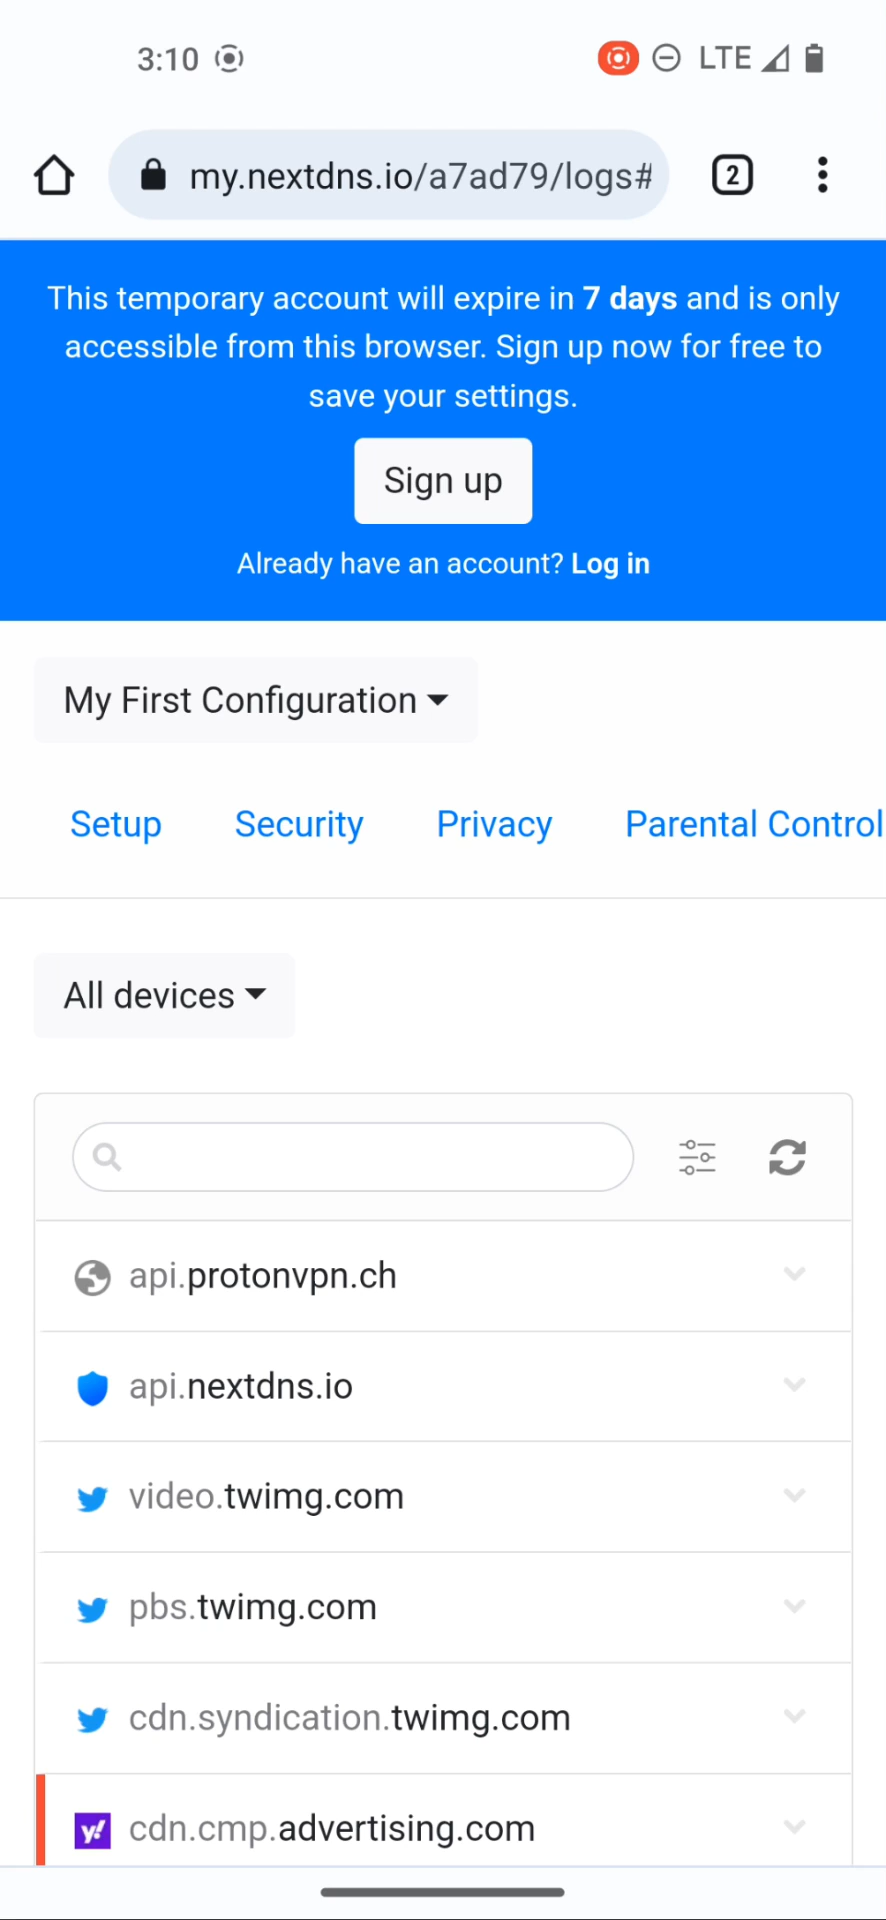 3:10 LTE
my.nextdns.io/a7ad79/logs# 2
This temporary account will expire in 7 days and is only
accessible from this browser. Sign up now for free to
save your settings.
Sign up
Already have an account? Log in
My First Configuration
Setup Security Privacy Parental Control
All devices
api.protonvpn.ch
api.nextdns.io
video.twimg.com
pbs.twimg.com
cdn.syndication.twimg.com
y! cdn.cmp.advertising.com